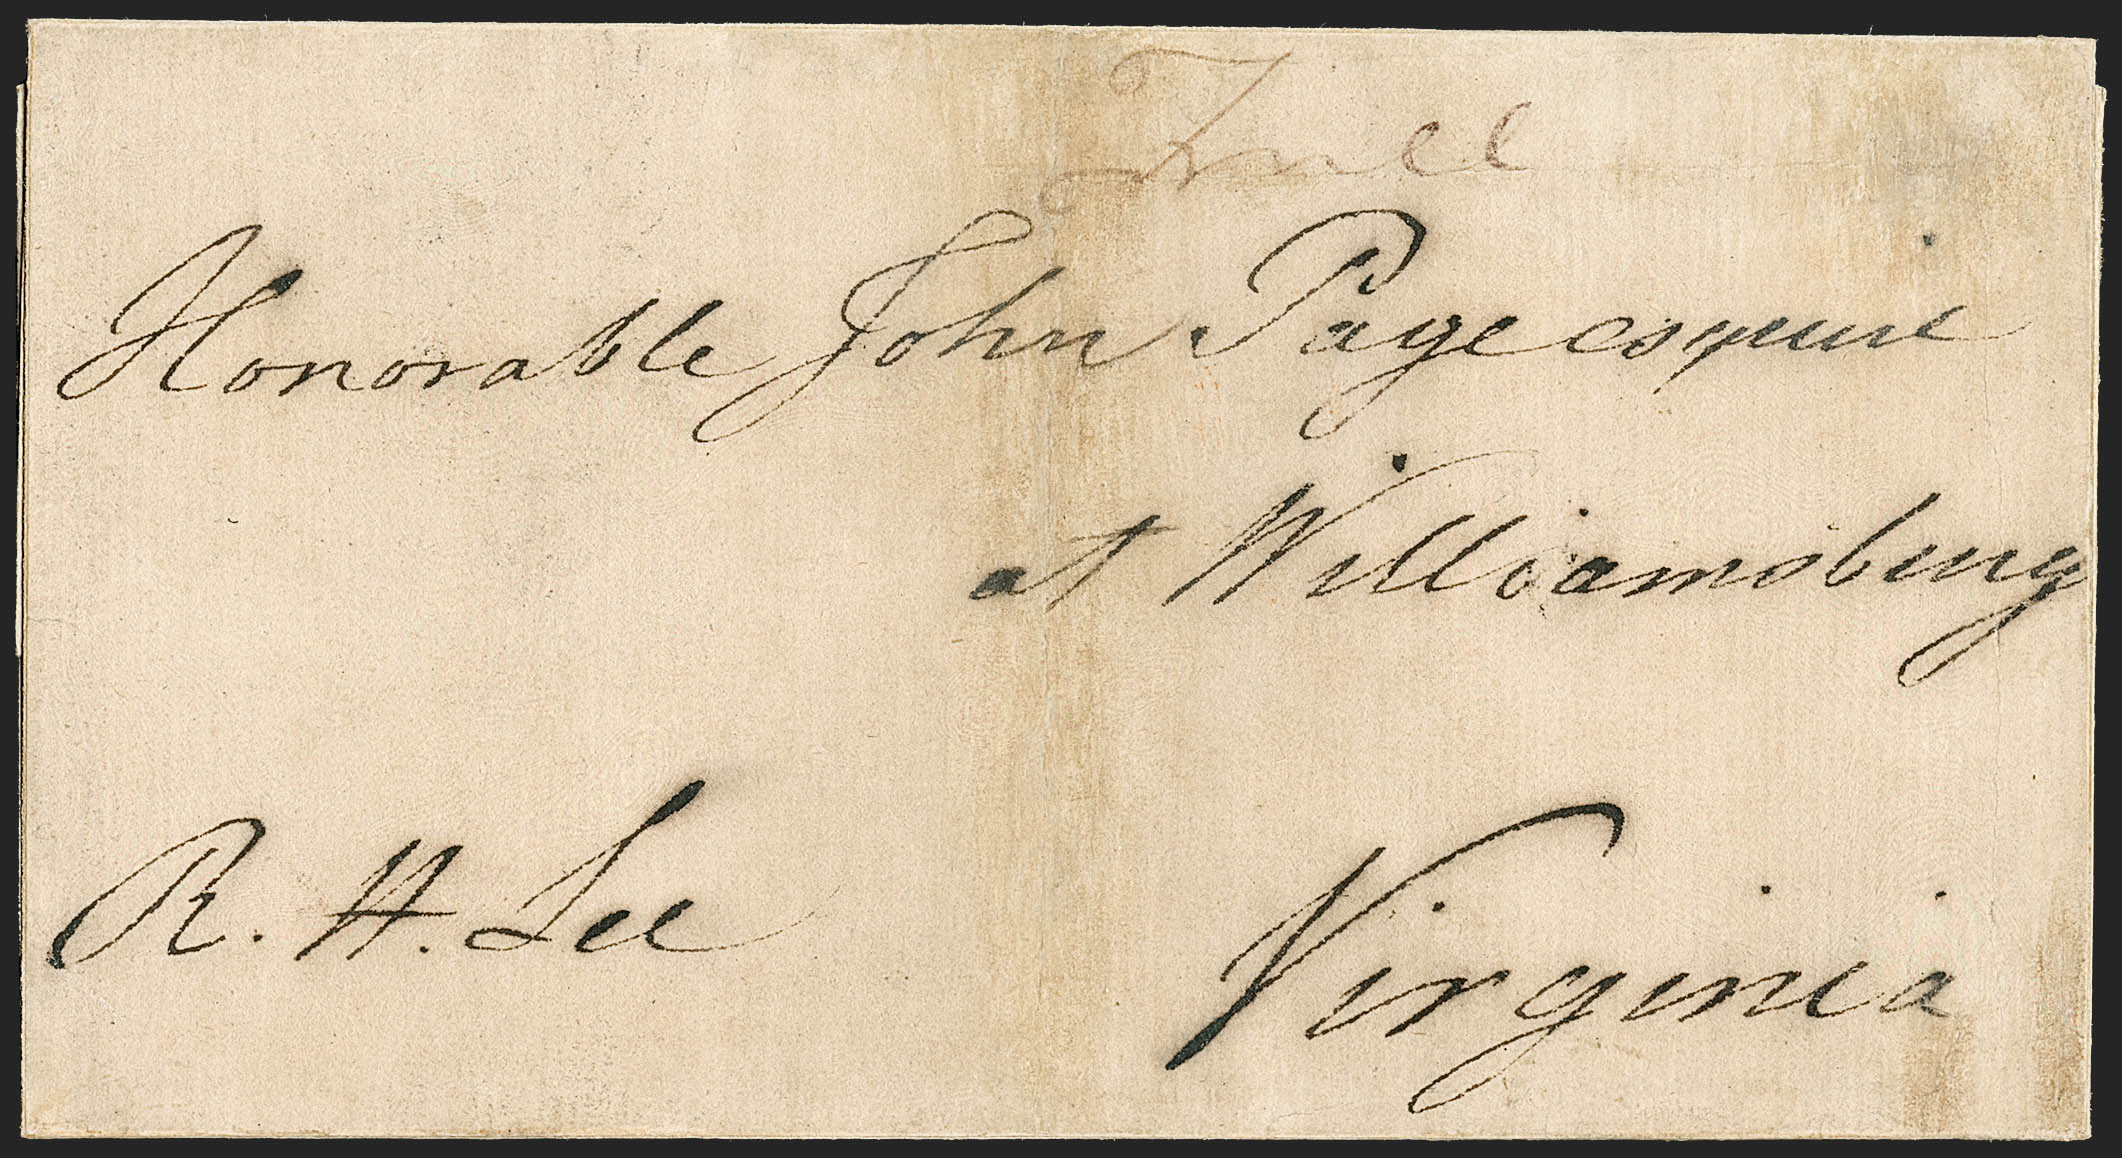 Free
Honorable John Page esquire
at Williamsburg
R. H. Lee
Virginia